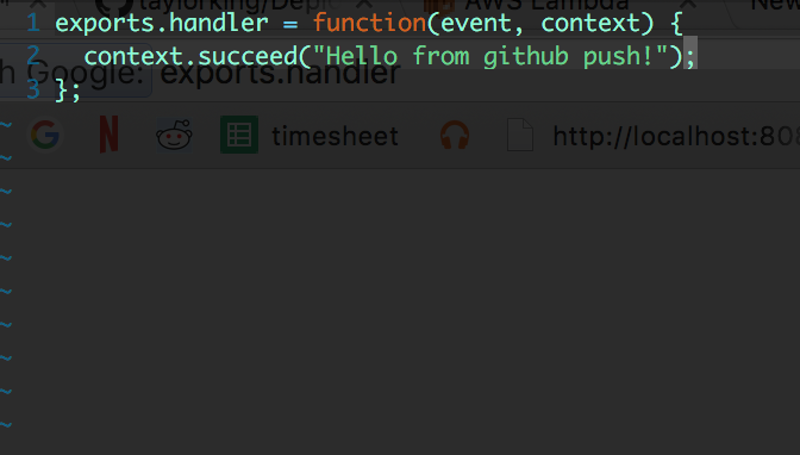 taylorking/Dep
AWS Lambda
New
1 exports.handler = function(event, context) {
2 context.succeed("Hello from github push!");
h Google: exports.handler
3 };
timesheet
http://localhost:808
~
~
~
~
~
~
~
~
~
~